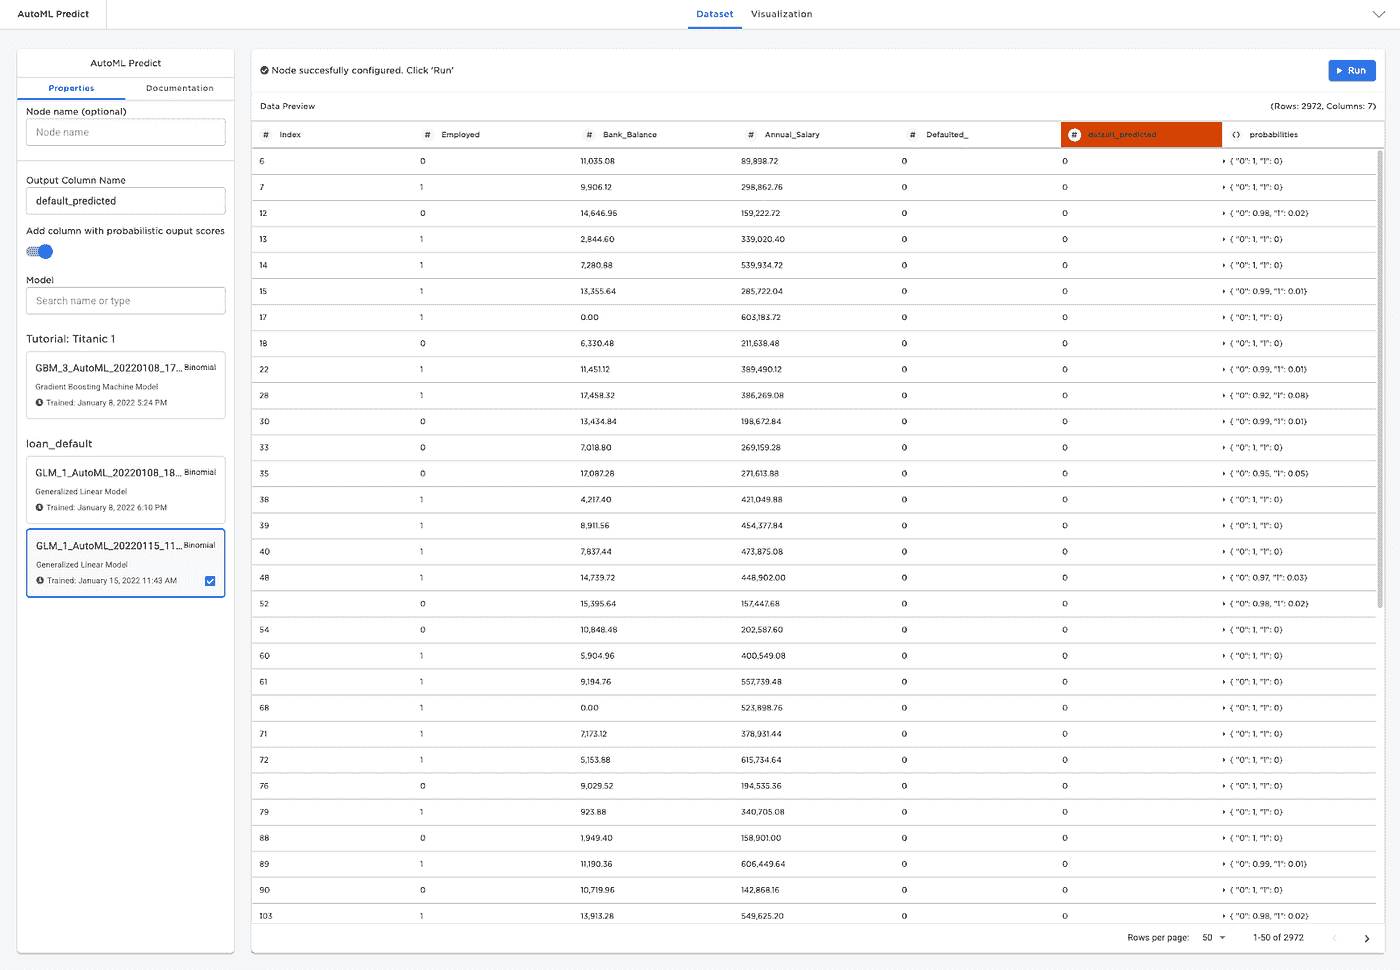 AutoML Predict
Dataset Visualization
AutoML Predict
Properties Documentation
Node name (optional)
Node name
Output Column Name
default_predicted
Add column with probabilistic ouput scores
Model
Search name or type
Tutorial: Titanic 1
GBM_3_AutoML_20220108_17... Binomial
Gradient Boosting Machine Model
Trained: January 8, 2022 5:24 PM
loan_default
GLM_1_AutoML_20220108_18... Binomial
Generalized Linear Model
Trained: January 8, 2022 6:10 PM
GLM_1_AutoML_20220115_11... Binomial
Generalized Linear Model
Trained: January 15, 2022 11:43 AM
Node succesfully configured. Click 'Run'
Run
Data Preview (Rows: 2972, Columns: 7)
# Index # Employed # Bank_Balance # Annual_Salary # Defaulted_ # default_predicted {} probabilities
6 0 11,035.08 89,898.72 0 0 { "0": 1, "1": 0}
7 1 9,906.12 298,862.76 0 0 { "0": 1, "1": 0}
12 0 14,646.96 159,222.72 0 0 { "0": 0.98, "1": 0.02}
13 1 2,844.60 339,020.40 0 0 { "0": 1, "1": 0}
14 1 7,280.88 539,934.72 0 0 { "0": 1, "1": 0}
15 1 13,355.64 285,722.04 0 0 { "0": 0.99, "1": 0.01}
17 1 0.00 603,183.72 0 0 { "0": 1, "1": 0}
18 0 6,330.48 211,638.48 0 0 { "0": 1, "1": 0}
22 1 11,451.12 389,490.12 0 0 { "0": 0.99, "1": 0.01}
28 1 17,458.32 386,269.08 0 0 { "0": 0.92, "1": 0.08}
30 0 13,434.84 198,672.84 0 0 { "0": 0.99, "1": 0.01}
33 0 7,018.80 269,159.28 0 0 { "0": 1, "1": 0}
35 0 17,087.28 271,613.88 0 0 { "0": 0.95, "1": 0.05}
38 1 4,217.40 421,049.88 0 0 { "0": 1, "1": 0}
39 1 8,911.56 454,377.84 0 0 { "0": 1, "1": 0}
40 1 7,837.44 473,875.08 0 0 { "0": 1, "1": 0}
48 1 14,739.72 448,902.00 0 0 { "0": 0.97, "1": 0.03}
52 0 15,395.64 157,447.68 0 0 { "0": 0.98, "1": 0.02}
54 0 10,848.48 202,587.60 0 0 { "0": 1, "1": 0}
60 1 5,904.96 400,549.08 0 0 { "0": 1, "1": 0}
61 1 9,194.76 557,739.48 0 0 { "0": 1, "1": 0}
68 1 0.00 523,898.76 0 0 { "0": 1, "1": 0}
71 1 7,173.12 378,931.44 0 0 { "0": 1, "1": 0}
72 1 5,153.88 615,734.64 0 0 { "0": 1, "1": 0}
76 0 9,029.52 194,535.36 0 0 { "0": 1, "1": 0}
79 1 923.88 340,705.08 0 0 { "0": 1, "1": 0}
88 0 1,949.40 158,901.00 0 0 { "0": 1, "1": 0}
89 1 11,190.36 606,449.64 0 0 { "0": 0.99, "1": 0.01}
90 0 10,719.96 142,868.16 0 0 { "0": 1, "1": 0}
103 1 13,913.28 549,625.20 0 0 { "0": 0.98, "1": 0.02}
Rows per page: 50 1-50 of 2972